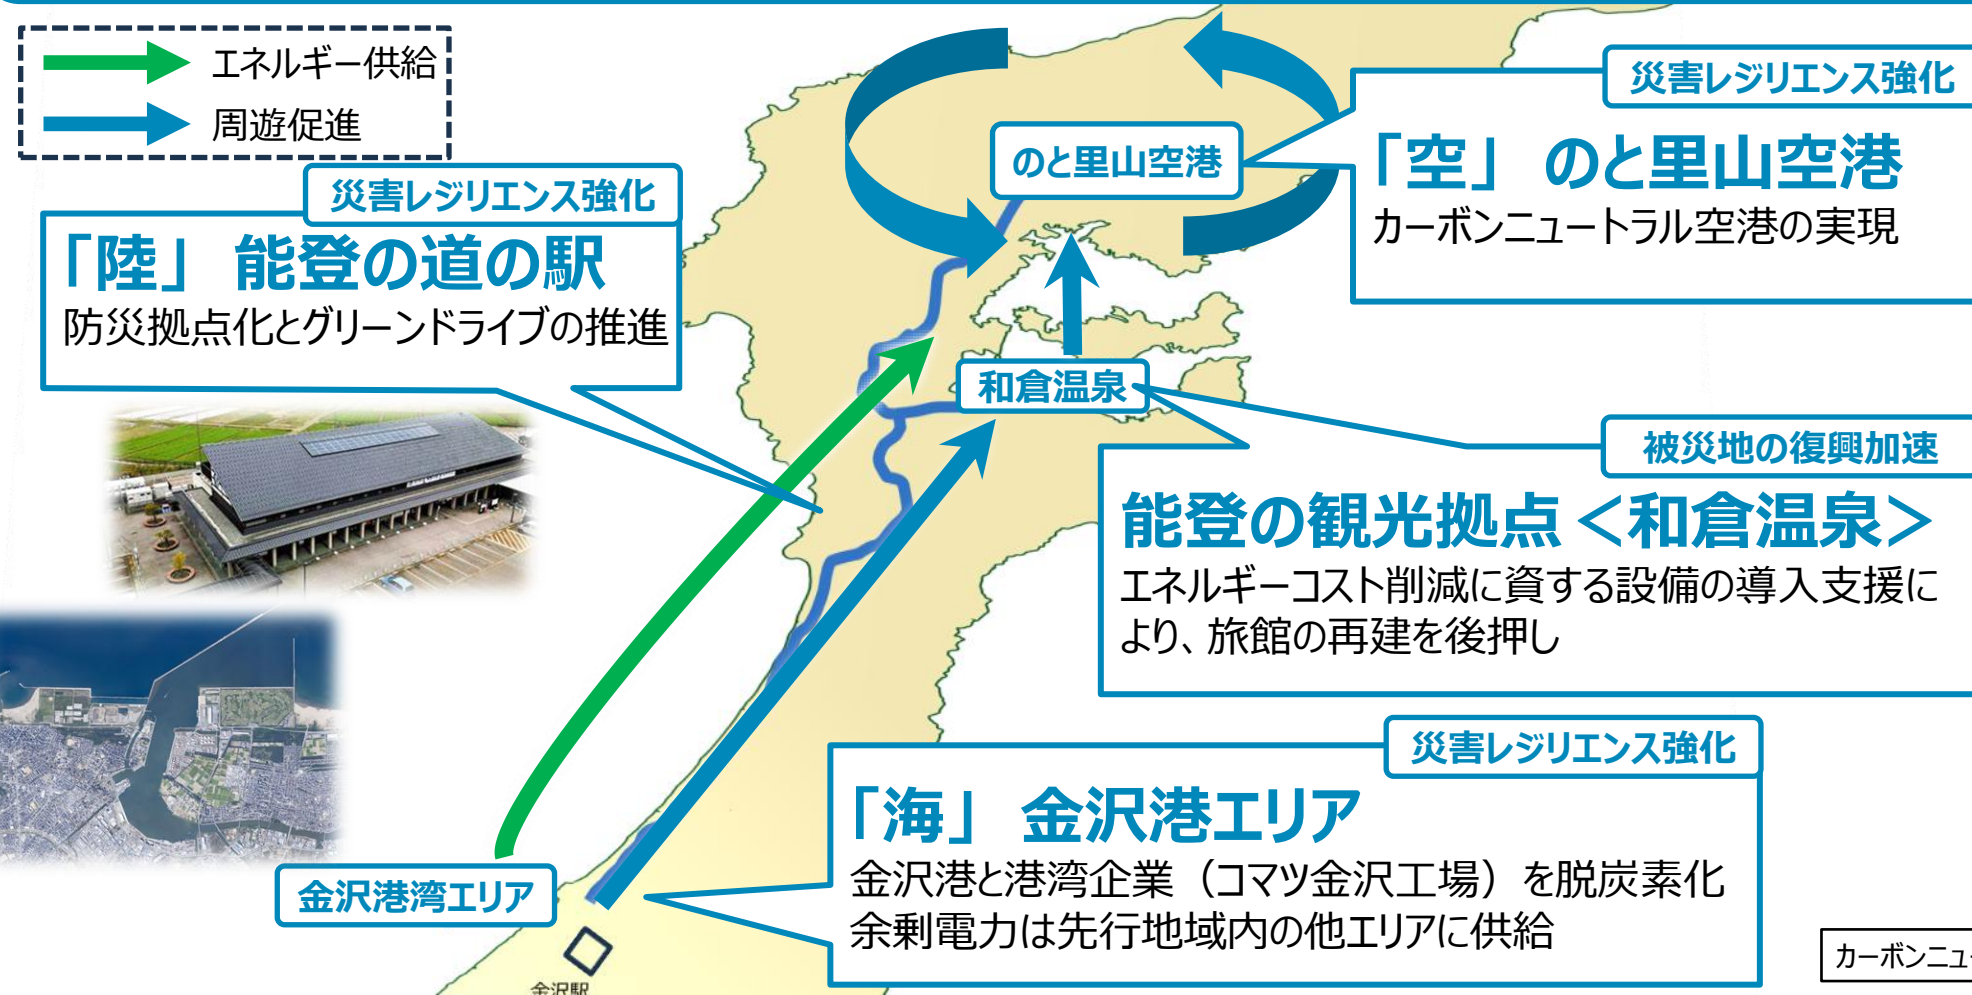 エネルギー供給
周遊促進
災害レジリエンス強化
「陸」 能登の道の駅
防災拠点化とグリーンドライブの推進
のと里山空港
災害レジリエンス強化
「空」 のと里山空港
カーボンニュートラル空港の実現
和倉温泉
被災地の復興加速
能登の観光拠点＜和倉温泉＞
エネルギーコスト削減に資する設備の導入支援に
より、旅館の再建を後押し
災害レジリエンス強化
「海」 金沢港エリア
金沢港と港湾企業（コマツ金沢工場）を脱炭素化
余剰電力は先行地域内の他エリアに供給
金沢港湾エリア
金沢駅
カーボンニュ